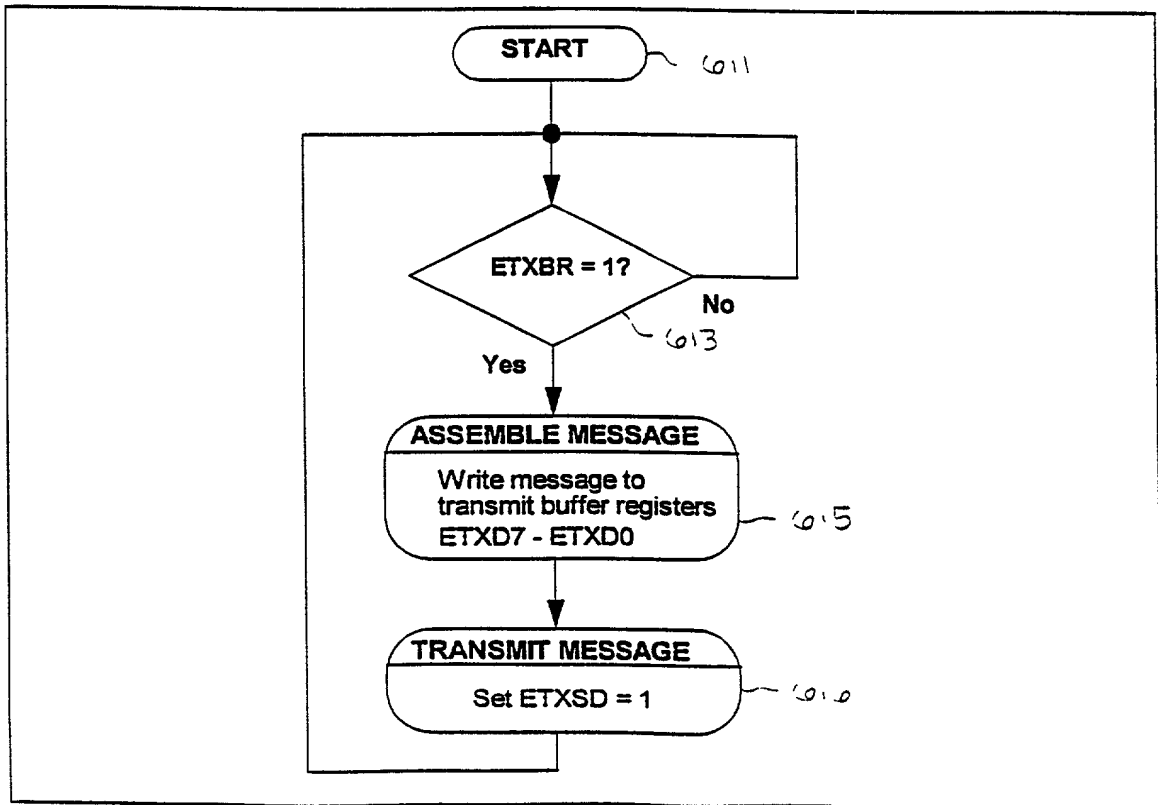 START
611
ETXBR = 1?
No
613
Yes
ASSEMBLE MESSAGE
Write message to
transmit buffer registers
ETXD7 - ETXD0
615
TRANSMIT MESSAGE
Set ETXSD = 1